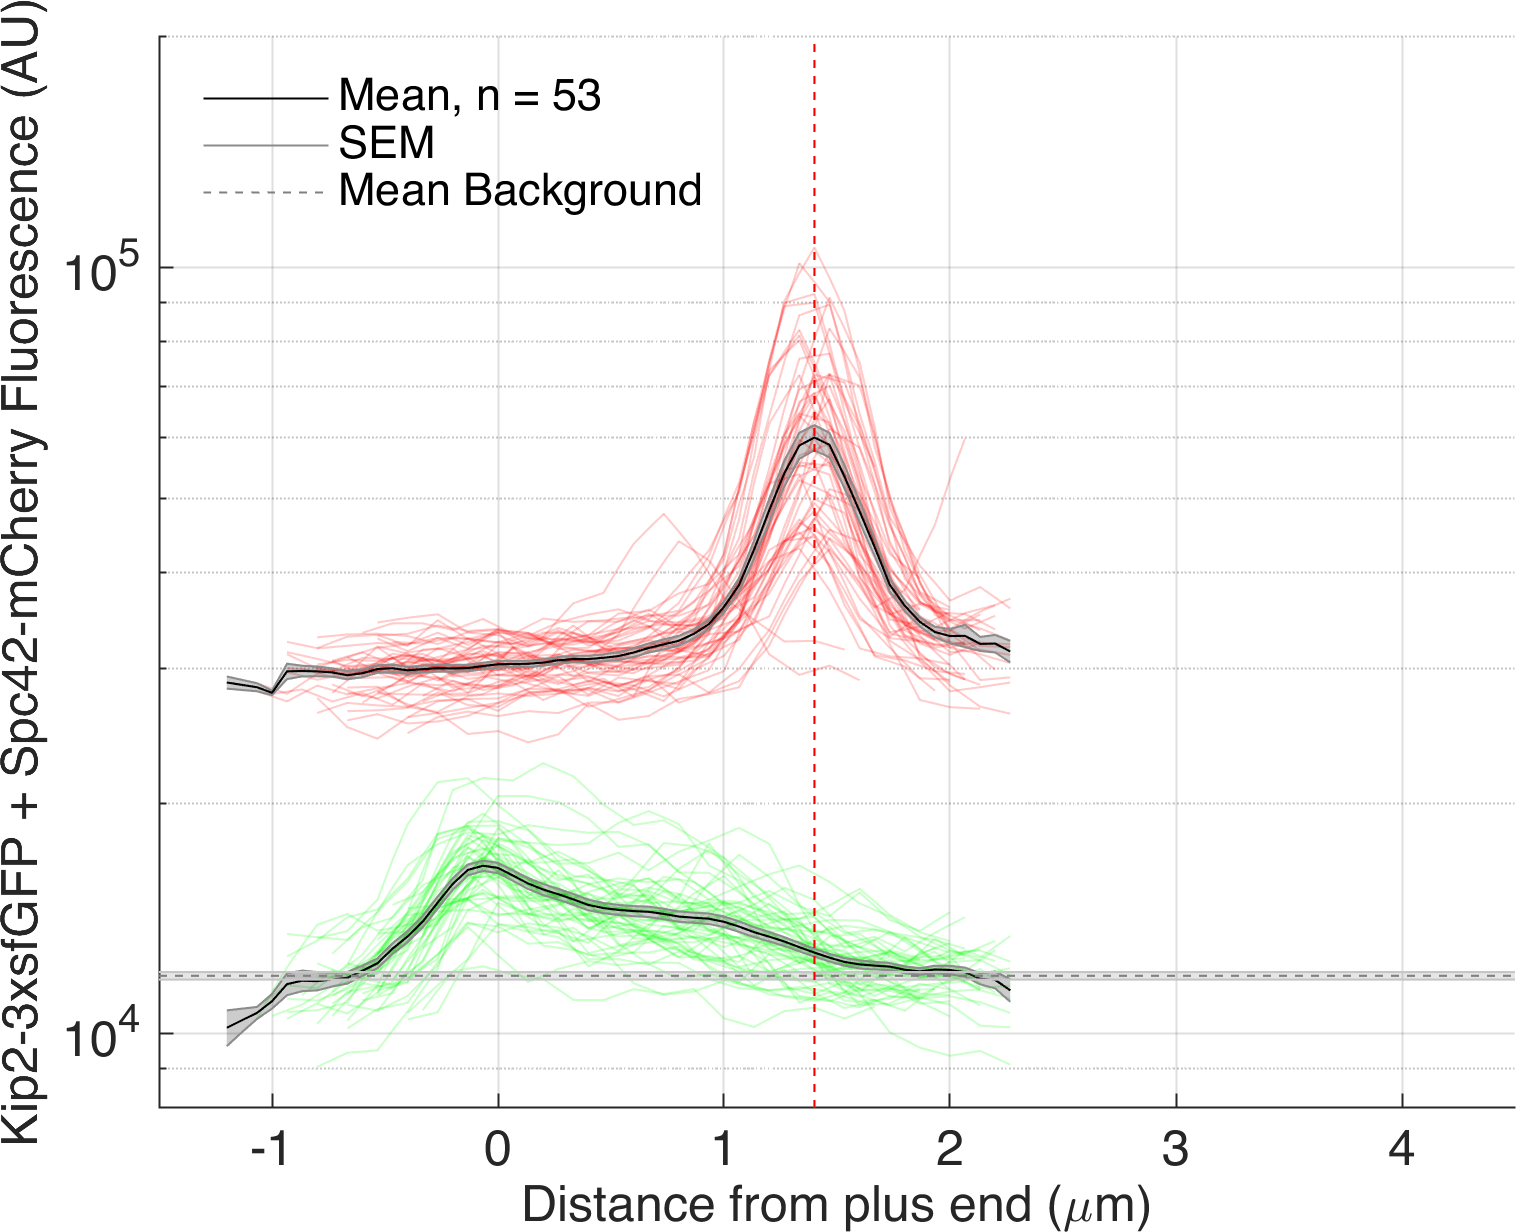 Kip2-3xsfGFP + Spc42-mCherry Fluorescence (AU)
Mean, n = 53
SEM
Mean Background
10^5
10^4
-1 0 1 2 3 4
Distance from plus end (μm)